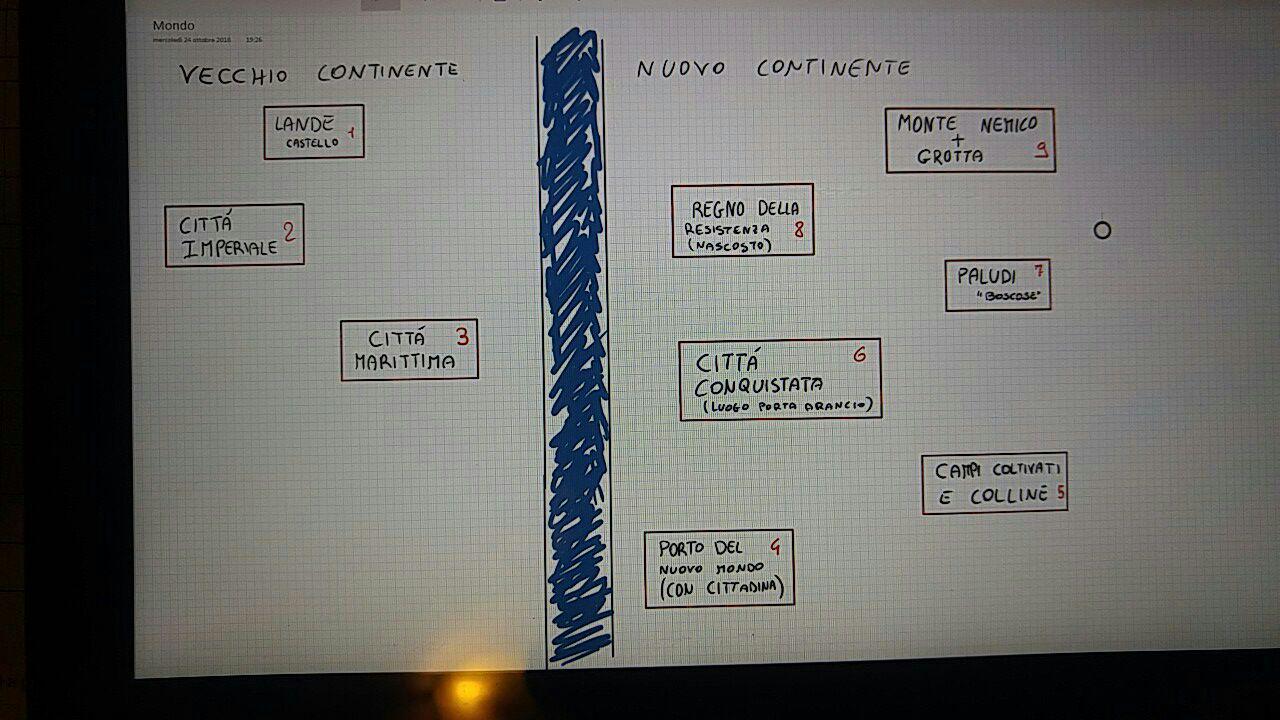 Mondo
mercoledì 24 ottobre 2018 19:26
VECCHIO CONTINENTE
NUOVO CONTINENTE
LANDE
CASTELLO 1
CITTÁ
IMPERIALE 2
CITTÁ 3
MARITTIMA
MONTE NEMICO
+
GROTTA 9
REGNO DELLA
RESISTENZA 8
(NASCOSTO)
PALUDI 7
"BOSCOSE"
CITTÁ 6
CONQUISTATA
(LUOGO PORTA ARANCIO)
CAMPI COLTIVATI
E COLLINE 5
PORTO DEL 4
NUOVO MONDO
(CON CITTADINA)